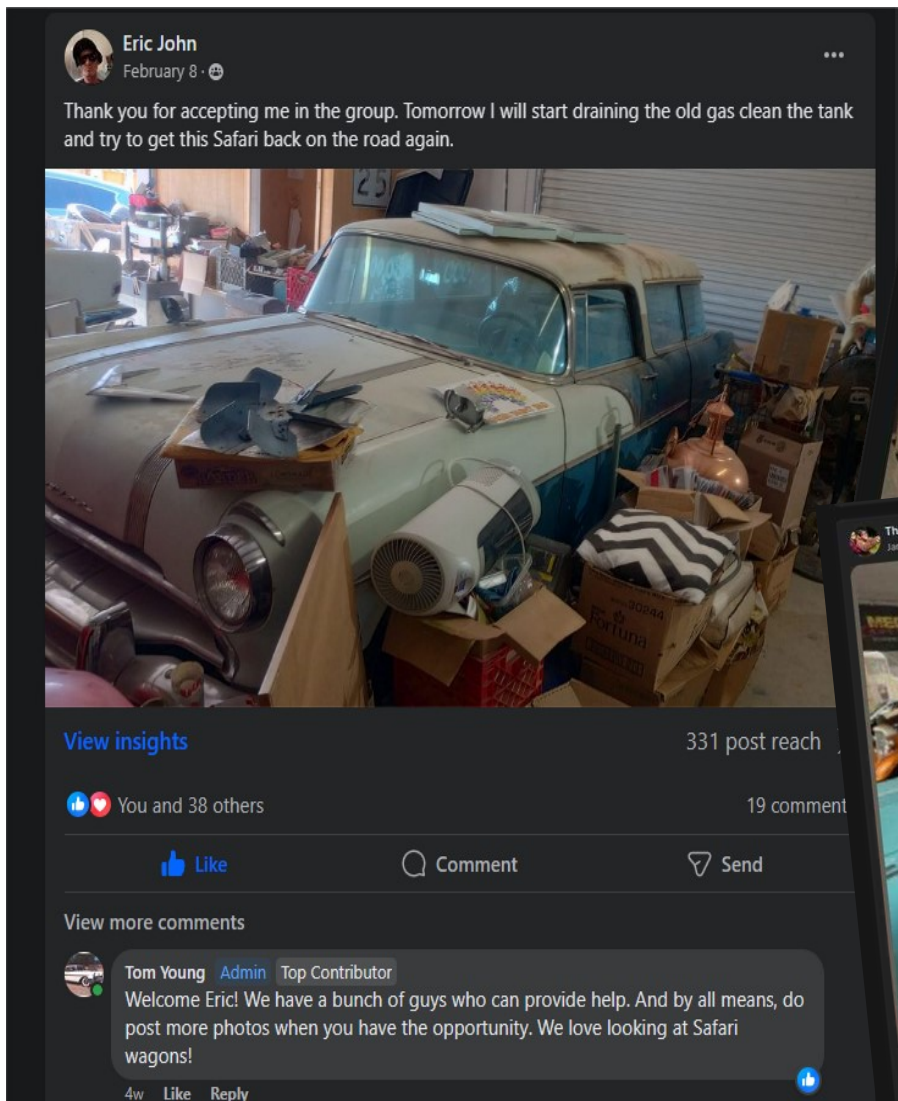 Eric John
February 8 ·
Thank you for accepting me in the group. Tomorrow I will start draining the old gas clean the tank
and try to get this Safari back on the road again.
25
30244
Fortuna
View insights
331 post reach
You and 38 others
19 comment
Like
Comment
Send
View more comments
Tom Young Admin Top Contributor
Welcome Eric! We have a bunch of guys who can provide help. And by all means, do
post more photos when you have the opportunity. We love looking at Safari
wagons!
4w Like Reply
Th